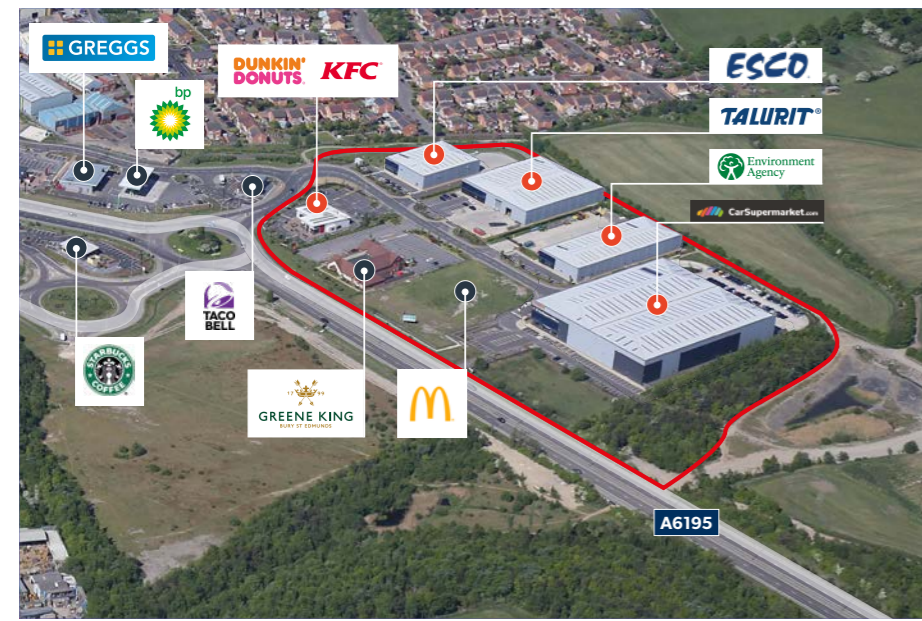 GREGGS
bp
DUNKIN'
DONUTS®
KFC®
ESCO.
TALURIT®
Environment
Agency
CarSupermarket.com
TACO
BELL
STARBUCKS
COFFEE
1799
GREENE KING
BURY ST EDMUNDS
A6195